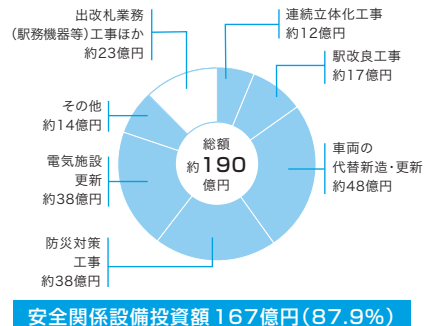 出改札業務
(駅務機器等)工事ほか
約23億円
連続立体化工事
約12億円
駅改良工事
約17億円
車両の
代替新造・更新
約48億円
防災対策
工事
約38億円
電気施設
更新
約38億円
その他
約14億円
総額
約190
億円
安全関係設備投資額167億円(87.9%)